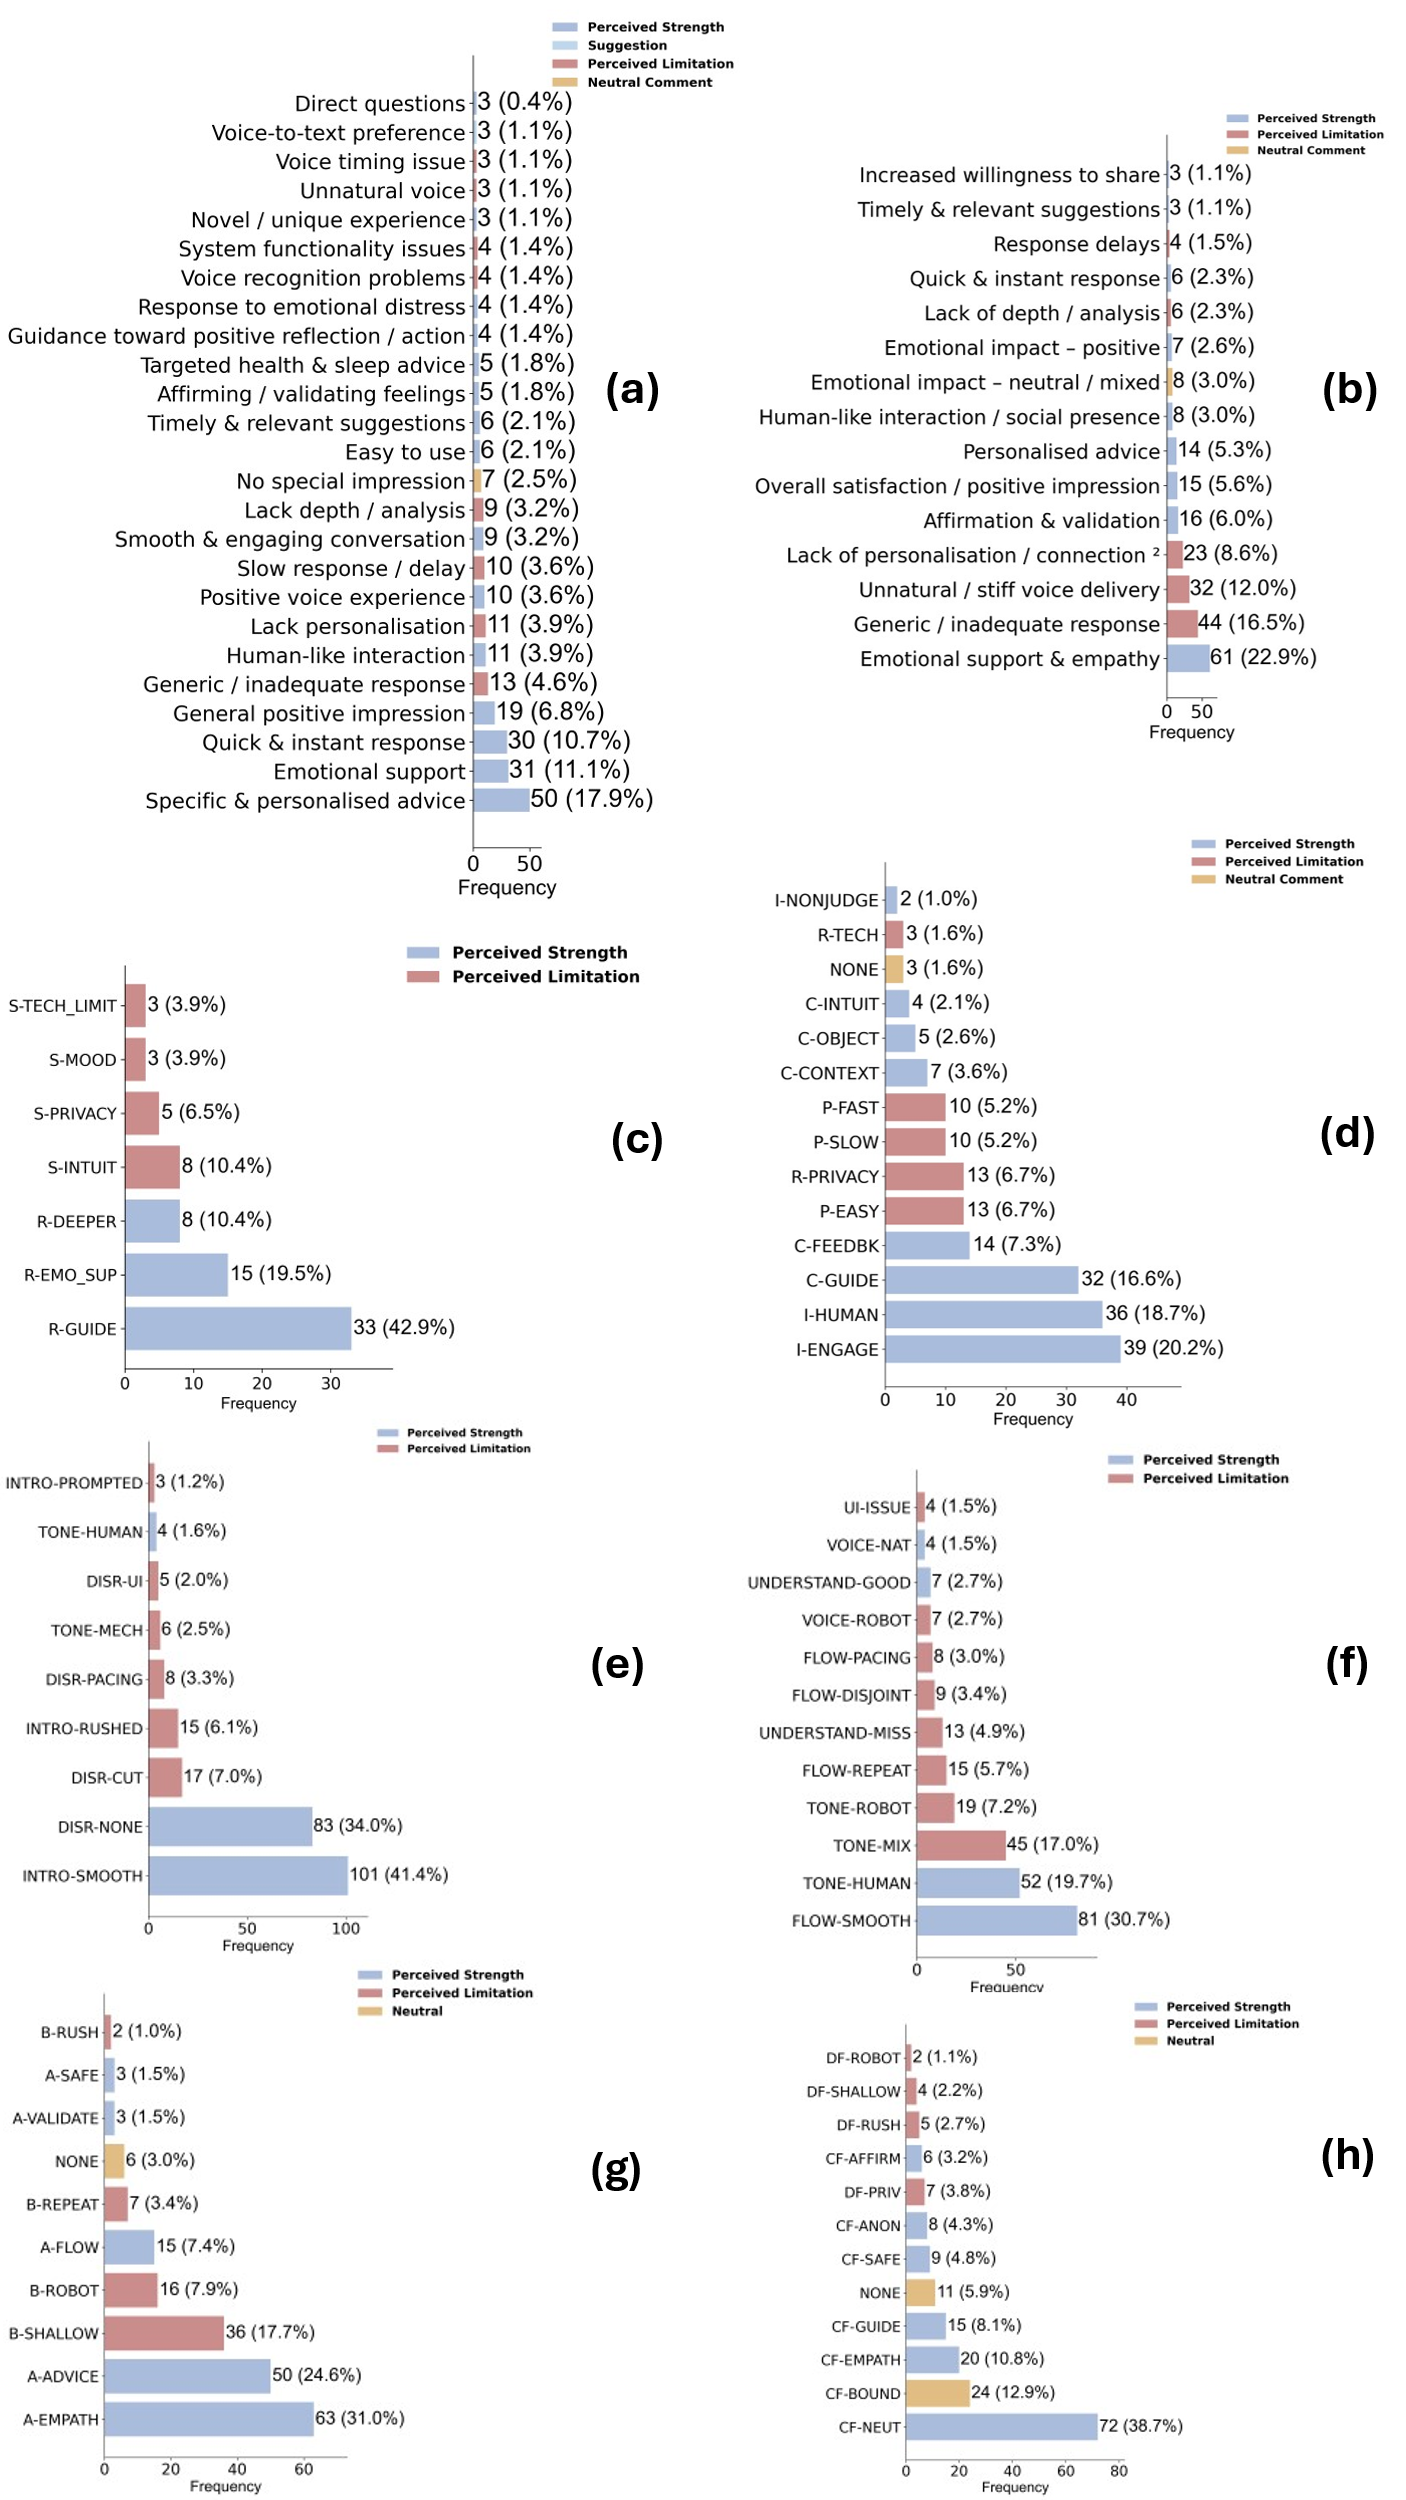 Perceived Strength
Suggestion
Perceived Limitation
Neutral Comment
Direct questions 3 (0.4%)
Voice-to-text preference 3 (1.1%)
Voice timing issue 3 (1.1%)
Unnatural voice 3 (1.1%)
Novel / unique experience 3 (1.1%)
System functionality issues 4 (1.4%)
Voice recognition problems 4 (1.4%)
Response to emotional distress 4 (1.4%)
Guidance toward positive reflection / action 4 (1.4%)
Targeted health & sleep advice 5 (1.8%)
Affirming / validating feelings 5 (1.8%)
Timely & relevant suggestions 6 (2.1%)
Easy to use 6 (2.1%)
No special impression 7 (2.5%)
Lack depth / analysis 9 (3.2%)
Smooth & engaging conversation 9 (3.2%)
Slow response / delay 10 (3.6%)
Positive voice experience 10 (3.6%)
Lack personalisation 11 (3.9%)
Human-like interaction 11 (3.9%)
Generic / inadequate response 13 (4.6%)
General positive impression 19 (6.8%)
Quick & instant response 30 (10.7%)
Emotional support 31 (11.1%)
Specific & personalised advice 50 (17.9%)
0 50
Frequency
(a)
Perceived Strength
Perceived Limitation
Neutral Comment
Increased willingness to share 3 (1.1%)
Timely & relevant suggestions 3 (1.1%)
Response delays 4 (1.5%)
Quick & instant response 6 (2.3%)
Lack of depth / analysis 6 (2.3%)
Emotional impact – positive 7 (2.6%)
Emotional impact – neutral / mixed 8 (3.0%)
Human-like interaction / social presence 8 (3.0%)
Personalised advice 14 (5.3%)
Overall satisfaction / positive impression 15 (5.6%)
Affirmation & validation 16 (6.0%)
Lack of personalisation / connection ² 23 (8.6%)
Unnatural / stiff voice delivery 32 (12.0%)
Generic / inadequate response 44 (16.5%)
Emotional support & empathy 61 (22.9%)
0 50
Frequency
(b)
Perceived Strength
Perceived Limitation
S-TECH_LIMIT 3 (3.9%)
S-MOOD 3 (3.9%)
S-PRIVACY 5 (6.5%)
S-INTUIT 8 (10.4%)
R-DEEPER 8 (10.4%)
R-EMO_SUP 15 (19.5%)
R-GUIDE 33 (42.9%)
0 10 20 30
Frequency
(c)
Perceived Strength
Perceived Limitation
Neutral Comment
I-NONJUDGE 2 (1.0%)
R-TECH 3 (1.6%)
NONE 3 (1.6%)
C-INTUIT 4 (2.1%)
C-OBJECT 5 (2.6%)
C-CONTEXT 7 (3.6%)
P-FAST 10 (5.2%)
P-SLOW 10 (5.2%)
R-PRIVACY 13 (6.7%)
P-EASY 13 (6.7%)
C-FEEDBK 14 (7.3%)
C-GUIDE 32 (16.6%)
I-HUMAN 36 (18.7%)
I-ENGAGE 39 (20.2%)
0 10 20 30 40
Frequency
(d)
Perceived Strength
Perceived Limitation
INTRO-PROMPTED 3 (1.2%)
TONE-HUMAN 4 (1.6%)
DISR-UI 5 (2.0%)
TONE-MECH 6 (2.5%)
DISR-PACING 8 (3.3%)
INTRO-RUSHED 15 (6.1%)
DISR-CUT 17 (7.0%)
DISR-NONE 83 (34.0%)
INTRO-SMOOTH 101 (41.4%)
0 50 100
Frequency
(e)
Perceived Strength
Perceived Limitation
UI-ISSUE 4 (1.5%)
VOICE-NAT 4 (1.5%)
UNDERSTAND-GOOD 7 (2.7%)
VOICE-ROBOT 7 (2.7%)
FLOW-PACING 8 (3.0%)
FLOW-DISJOINT 9 (3.4%)
UNDERSTAND-MISS 13 (4.9%)
FLOW-REPEAT 15 (5.7%)
TONE-ROBOT 19 (7.2%)
TONE-MIX 45 (17.0%)
TONE-HUMAN 52 (19.7%)
FLOW-SMOOTH 81 (30.7%)
0 50
Frequency
(f)
Perceived Strength
Perceived Limitation
Neutral
B-RUSH 2 (1.0%)
A-SAFE 3 (1.5%)
A-VALIDATE 3 (1.5%)
NONE 6 (3.0%)
B-REPEAT 7 (3.4%)
A-FLOW 15 (7.4%)
B-ROBOT 16 (7.9%)
B-SHALLOW 36 (17.7%)
A-ADVICE 50 (24.6%)
A-EMPATH 63 (31.0%)
0 20 40 60
Frequency
(g)
Perceived Strength
Perceived Limitation
Neutral
DF-ROBOT 2 (1.1%)
DF-SHALLOW 4 (2.2%)
DF-RUSH 5 (2.7%)
CF-AFFIRM 6 (3.2%)
DF-PRIV 7 (3.8%)
CF-ANON 8 (4.3%)
CF-SAFE 9 (4.8%)
NONE 11 (5.9%)
CF-GUIDE 15 (8.1%)
CF-EMPATH 20 (10.8%)
CF-BOUND 24 (12.9%)
CF-NEUT 72 (38.7%)
0 20 40 60 80
Frequency
(h)